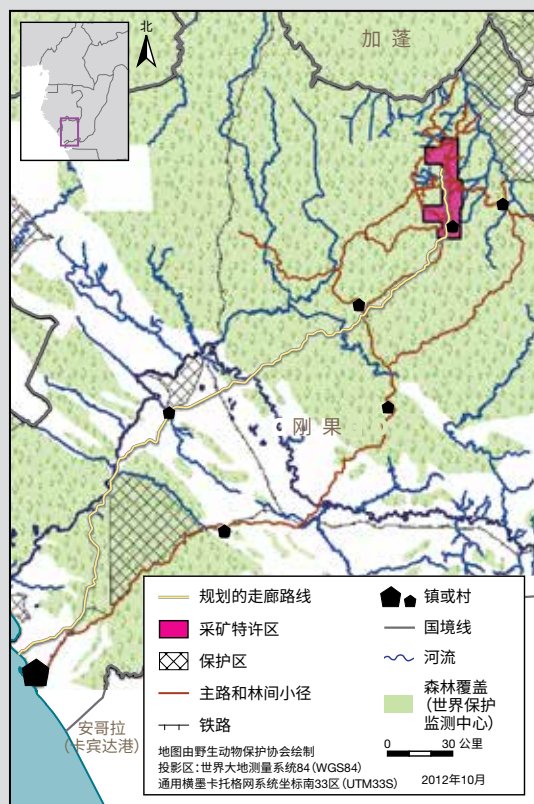 北
加蓬
刚果
安哥拉
(卡宾达港)
规划的走廊路线
采矿特许区
保护区
主路和林间小径
铁路
镇或村
国境线
河流
森林覆盖
(世界保护
监测中心)
0 30 公里
地图由野生动物保护协会绘制
投影区:世界大地测量系统84(WGS84)
通用横墨卡托格网系统坐标南33区(UTM33S)
2012年10月